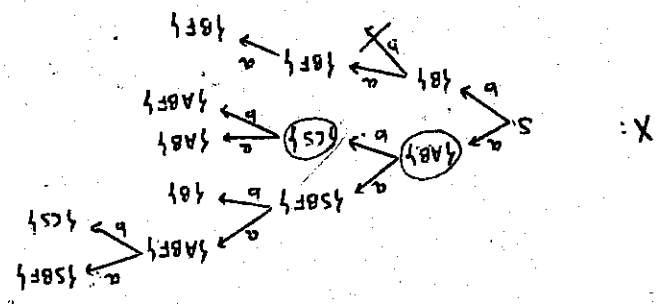 a {SBF}
a {ABF}
b {CS}
a {SBF}
b {B}
X: a {AB} b {CS} a {AB}
b {ABF}
S
b {B} a {BF} a {BF}
b